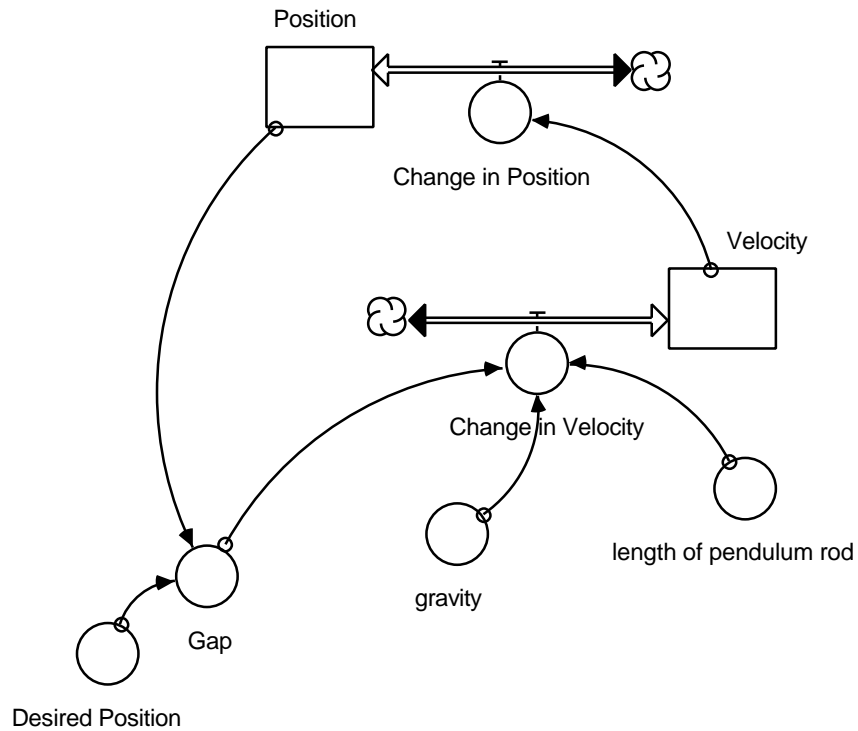 Position
Change in Position
Velocity
Change in Velocity
length of pendulum rod
gravity
Gap
Desired Position